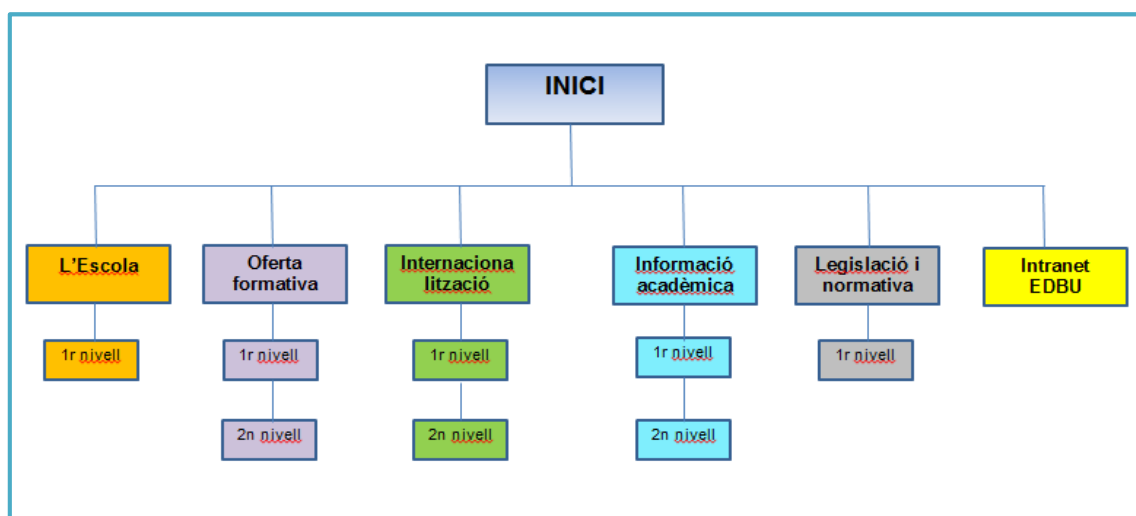 INICI
L'Escola
Oferta
formativa
Internaciona
lització
Informació
acadèmica
Legislació i
normativa
Intranet
EDBU
1r nivell
1r nivell
1r nivell
1r nivell
1r nivell
2n nivell
2n nivell
2n nivell